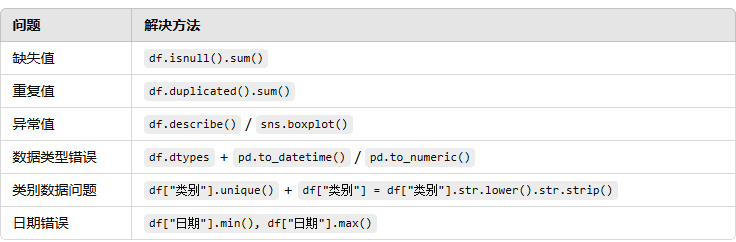 问题 解决方法
缺失值 df.isnull().sum()
重复值 df.duplicated().sum()
异常值 df.describe() / sns.boxplot()
数据类型错误 df.dtypes + pd.to_datetime() / pd.to_numeric()
类别数据问题 df["类别"].unique() + df["类别"] = df["类别"].str.lower().str.strip()
日期错误 df["日期"].min(), df["日期"].max()